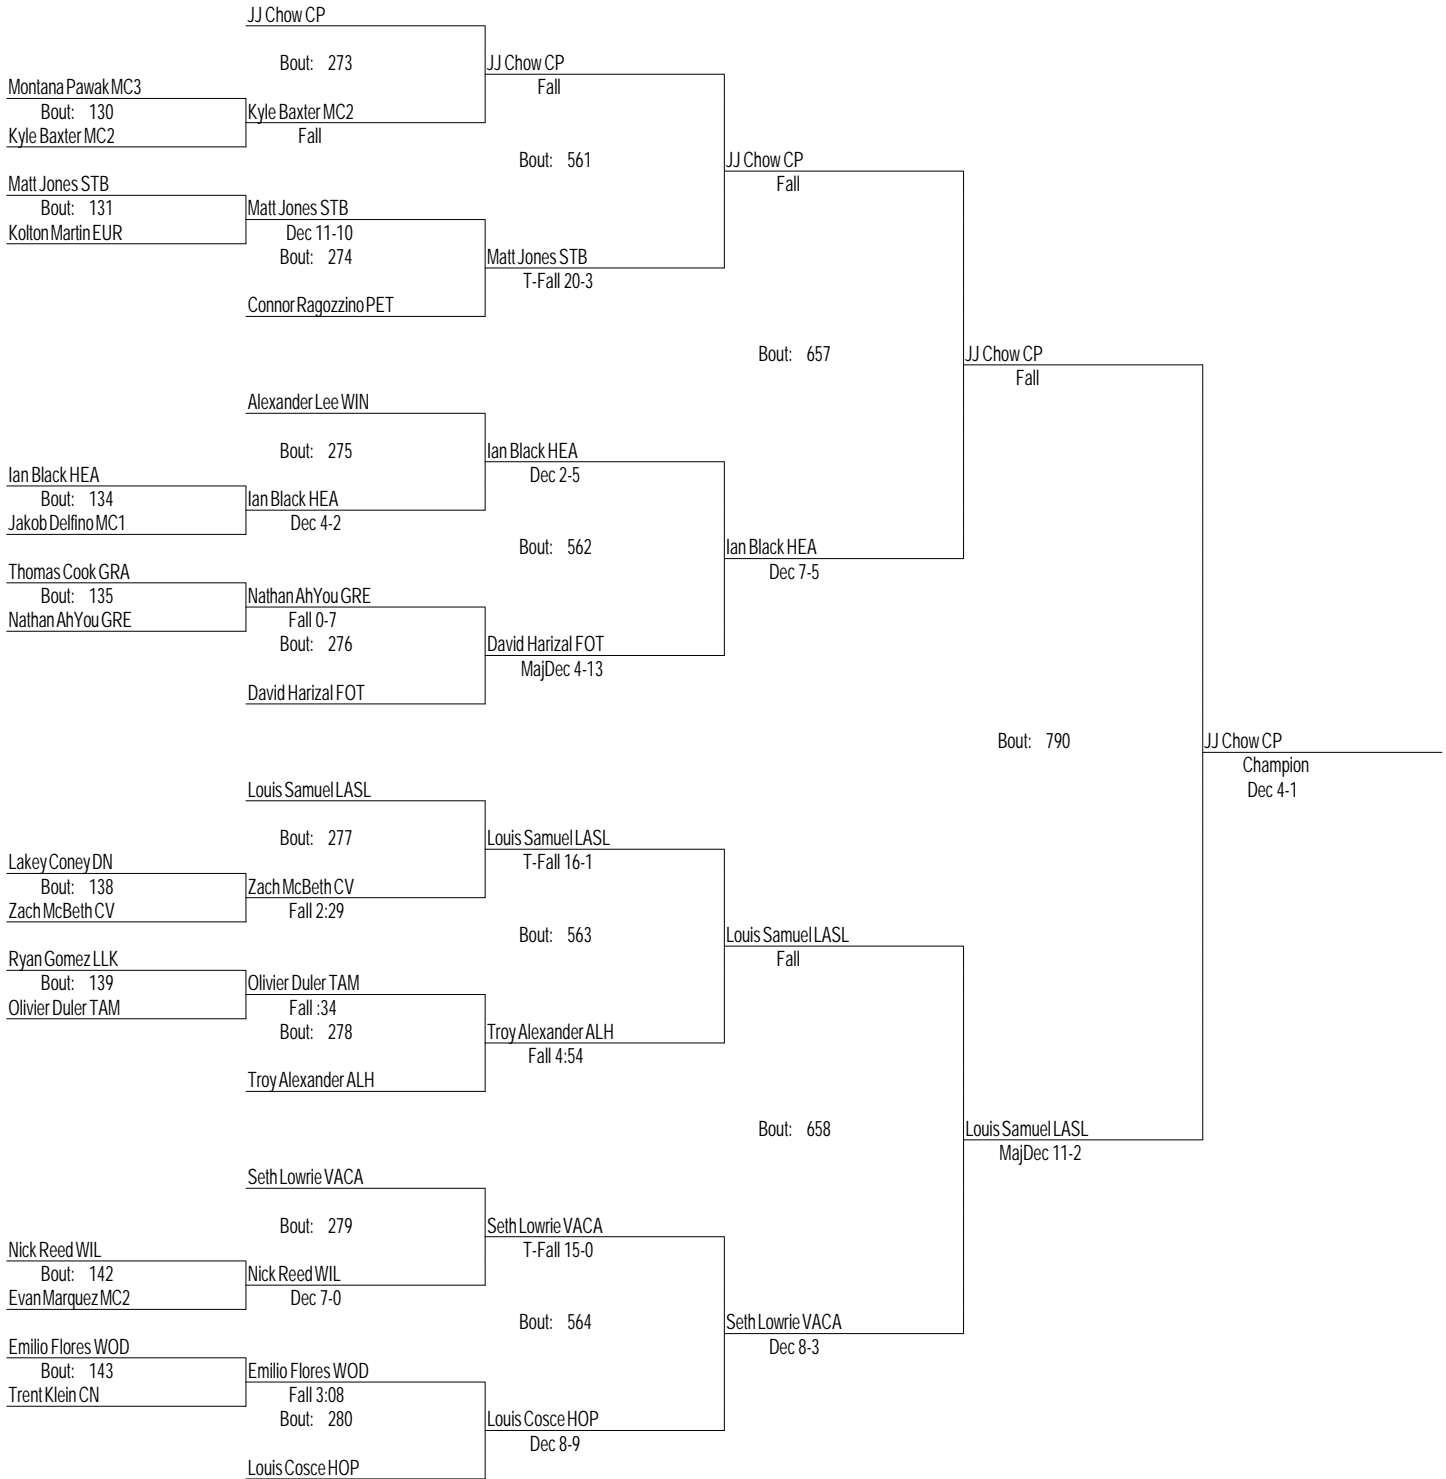 JJ Chow CP
Bout: 273
JJ Chow CP
Montana Pawak MC3
Fall
Bout: 130
Kyle Baxter MC2
Kyle Baxter MC2
Fall
Bout: 561
JJ Chow CP
Matt Jones STB
Fall
Bout: 131
Matt Jones STB
Kolton Martin EUR
Dec 11-10
Bout: 274
Matt Jones STB
T-Fall 20-3
Connor Ragozzino PET
Bout: 657
JJ Chow CP
Fall
Alexander Lee WIN
Bout: 275
Ian Black HEA
Ian Black HEA
Dec 2-5
Bout: 134
Ian Black HEA
Jakob Delfino MC1
Dec 4-2
Bout: 562
Ian Black HEA
Thomas Cook GRA
Dec 7-5
Bout: 135
Nathan AhYou GRE
Nathan AhYou GRE
Fall 0-7
Bout: 276
David Harizal FOT
MajDec 4-13
David Harizal FOT
Bout: 790
JJ Chow CP
Champion
Dec 4-1
Louis Samuel LASL
Bout: 277
Louis Samuel LASL
Lakey Coney DN
T-Fall 16-1
Bout: 138
Zach McBeth CV
Zach McBeth CV
Fall 2:29
Bout: 563
Louis Samuel LASL
Ryan Gomez LLK
Fall
Bout: 139
Olivier Duler TAM
Olivier Duler TAM
Fall :34
Bout: 278
Troy Alexander ALH
Fall 4:54
Troy Alexander ALH
Bout: 658
Louis Samuel LASL
MajDec 11-2
Seth Lowrie VACA
Bout: 279
Seth Lowrie VACA
Nick Reed WIL
T-Fall 15-0
Bout: 142
Nick Reed WIL
Evan Marquez MC2
Dec 7-0
Bout: 564
Seth Lowrie VACA
Emilio Flores WOD
Dec 8-3
Bout: 143
Emilio Flores WOD
Trent Klein CN
Fall 3:08
Bout: 280
Louis Cosce HOP
Dec 8-9
Louis Cosce HOP